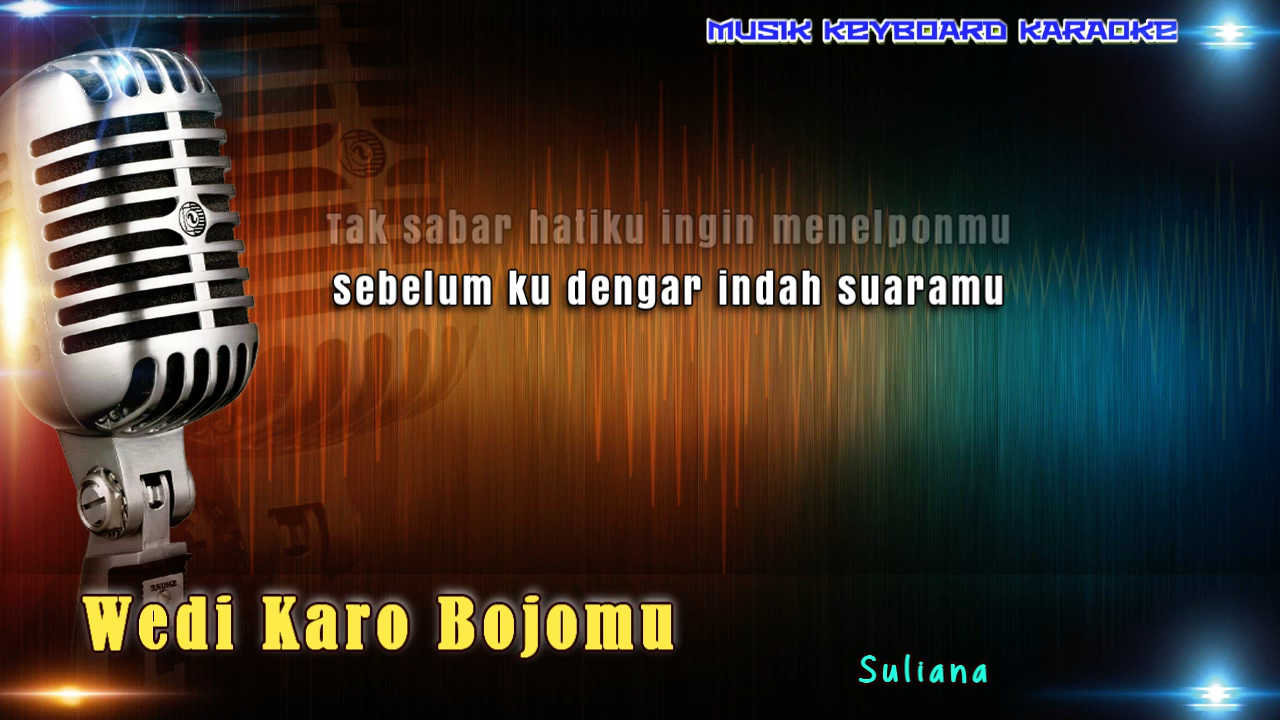 MUSIK KEYBOARD KARAOKE
Tak sabar hatiku ingin menelponmu
sebelum ku dengar indah suaramu
Wedi Karo Bojomu
Suliana